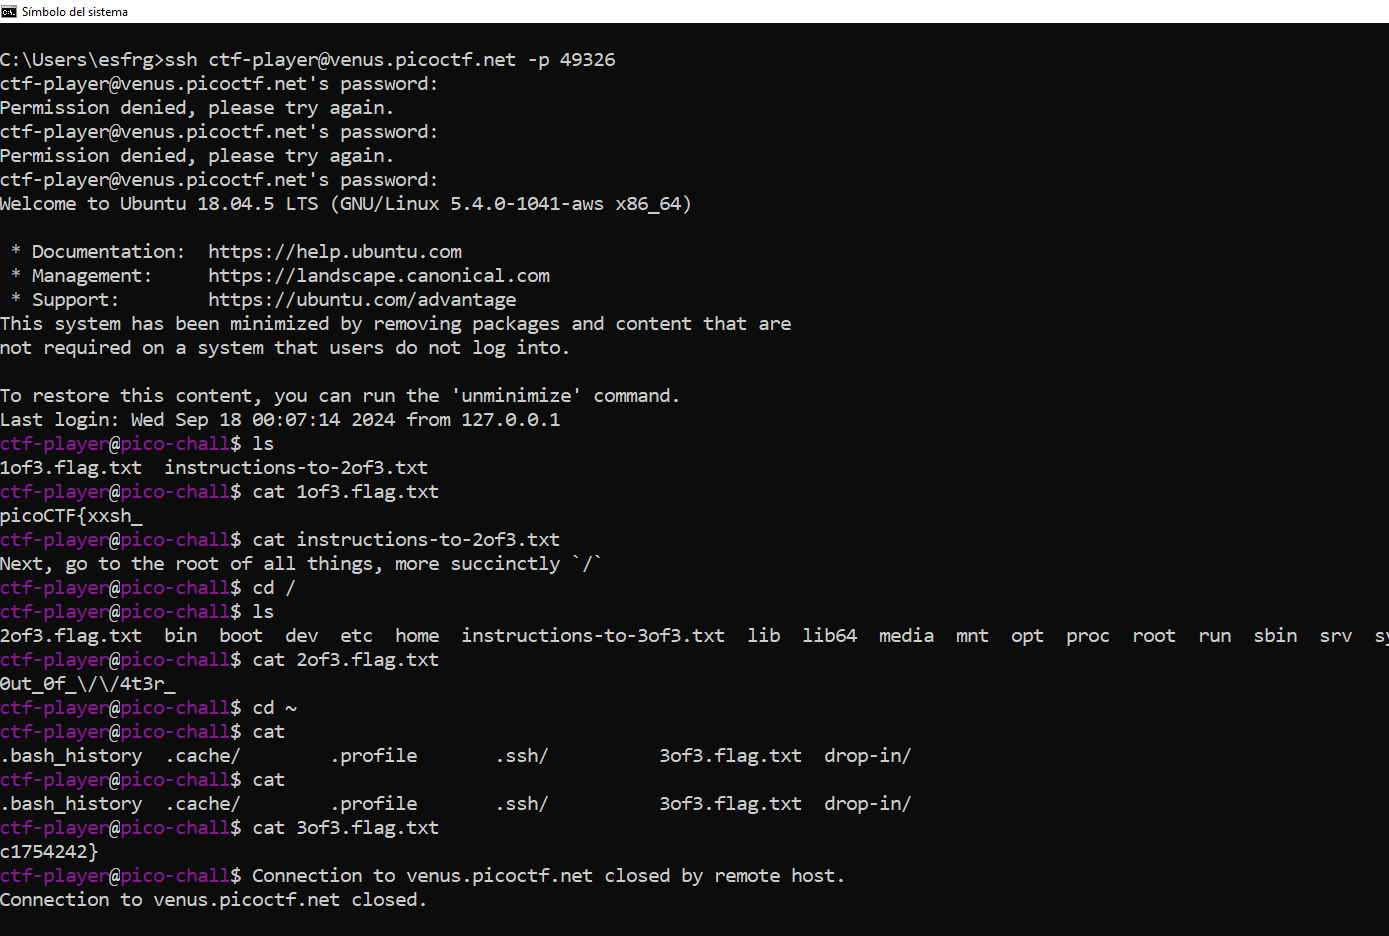 Símbolo del sistema
C:\Users\esfrg>ssh ctf-player@venus.picoctf.net -p 49326
ctf-player@venus.picoctf.net's password:
Permission denied, please try again.
ctf-player@venus.picoctf.net's password:
Permission denied, please try again.
ctf-player@venus.picoctf.net's password:
Welcome to Ubuntu 18.04.5 LTS (GNU/Linux 5.4.0-1041-aws x86_64)

 * Documentation:  https://help.ubuntu.com
 * Management:     https://landscape.canonical.com
 * Support:        https://ubuntu.com/advantage
This system has been minimized by removing packages and content that are
not required on a system that users do not log into.

To restore this content, you can run the 'unminimize' command.
Last login: Wed Sep 18 00:07:14 2024 from 127.0.0.1
ctf-player@pico-chall$ ls
1of3.flag.txt  instructions-to-2of3.txt
ctf-player@pico-chall$ cat 1of3.flag.txt
picoCTF{xxsh_
ctf-player@pico-chall$ cat instructions-to-2of3.txt
Next, go to the root of all things, more succinctly `/`
ctf-player@pico-chall$ cd /
ctf-player@pico-chall$ ls
2of3.flag.txt  bin  boot  dev  etc  home  instructions-to-3of3.txt  lib  lib64  media  mnt  opt  proc  root  run  sbin  srv  sy
ctf-player@pico-chall$ cat 2of3.flag.txt
0ut_0f_\/\/4t3r_
ctf-player@pico-chall$ cd ~
ctf-player@pico-chall$ cat
.bash_history  .cache/        .profile       .ssh/          3of3.flag.txt  drop-in/
ctf-player@pico-chall$ cat
.bash_history  .cache/        .profile       .ssh/          3of3.flag.txt  drop-in/
ctf-player@pico-chall$ cat 3of3.flag.txt
c1754242}
ctf-player@pico-chall$ Connection to venus.picoctf.net closed by remote host.
Connection to venus.picoctf.net closed.